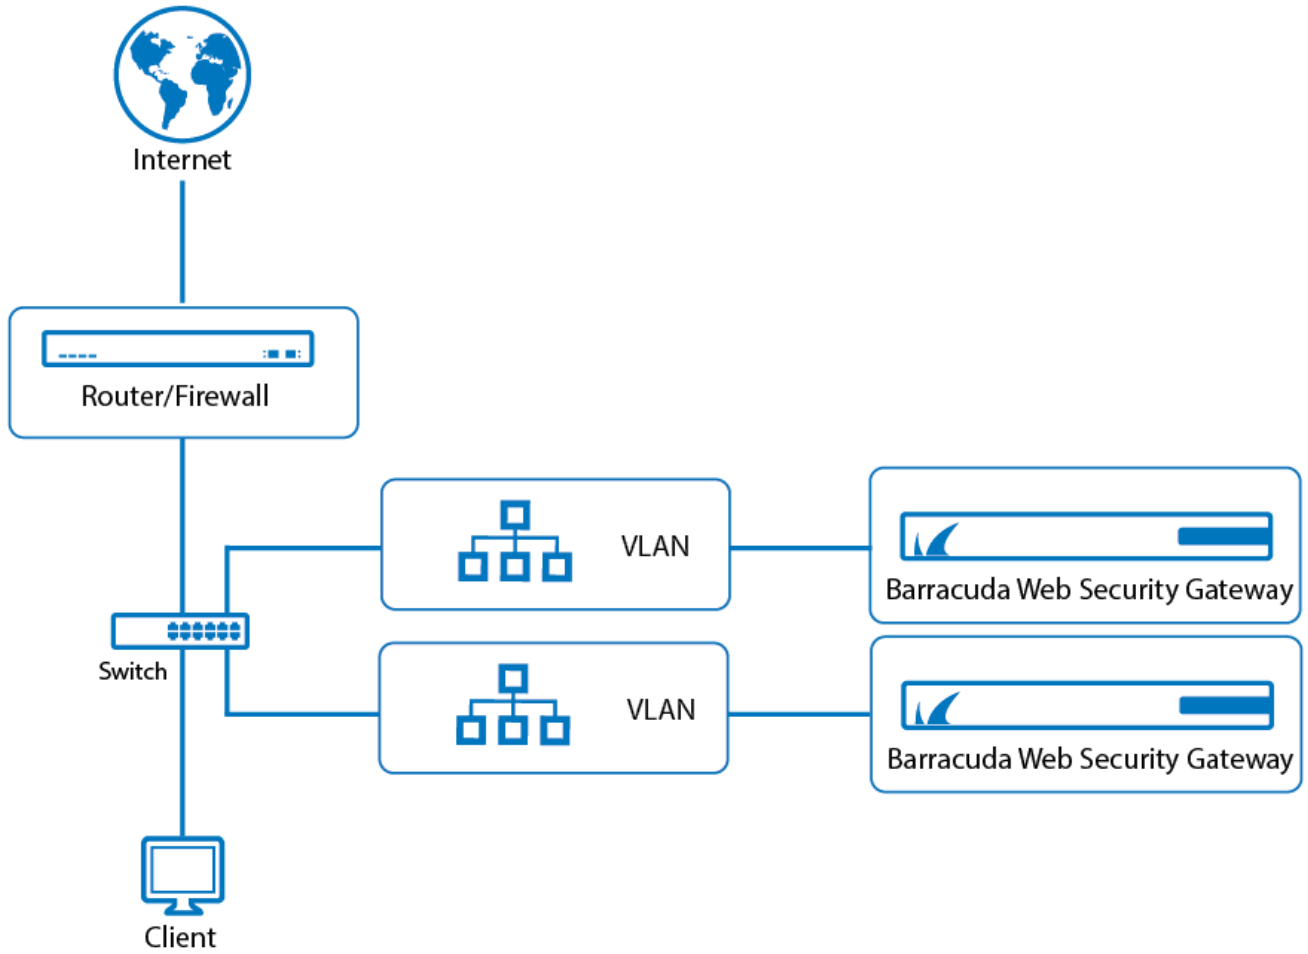 Internet
Router/Firewall
VLAN
Barracuda Web Security Gateway
Switch
VLAN
Barracuda Web Security Gateway
Client